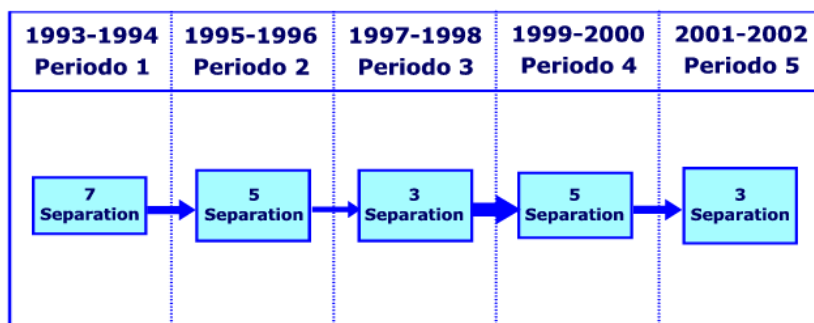 1993-1994 1995-1996 1997-1998 1999-2000 2001-2002
Periodo 1 Periodo 2 Periodo 3 Periodo 4 Periodo 5
7 5 3 5 3
Separation Separation Separation Separation Separation